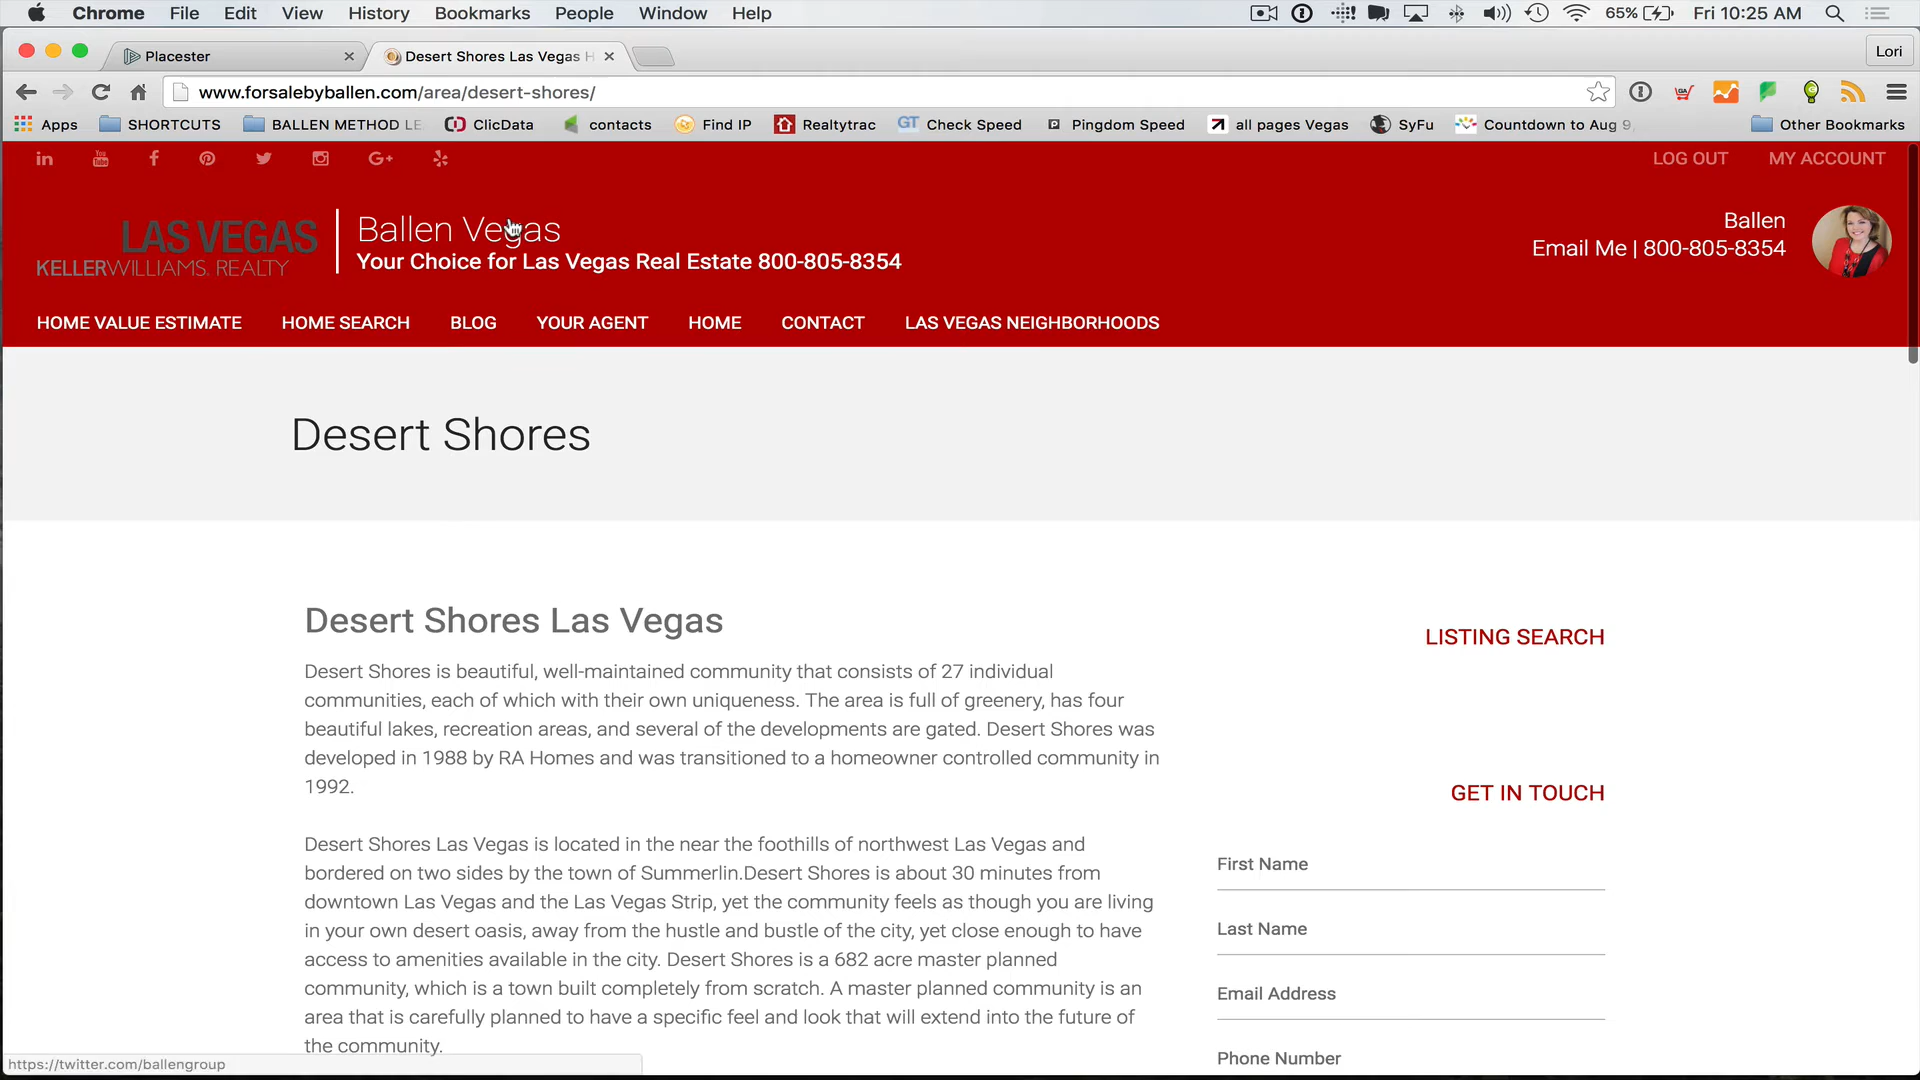 Chrome File Edit View History Bookmarks People Window Help 65% Fri 10:25 AM
Placester Desert Shores Las Vegas H Lori
www.forsalebyballen.com/area/desert-shores/
Apps SHORTCUTS BALLEN METHOD LE ClicData contacts Find IP Realtytrac GT Check Speed Pingdom Speed all pages Vegas SyFu Countdown to Aug 9 Other Bookmarks
LOG OUT MY ACCOUNT
LAS VEGAS
KELLERWILLIAMS. REALTY
Ballen Vegas
Your Choice for Las Vegas Real Estate 800-805-8354
Ballen
Email Me | 800-805-8354
HOME VALUE ESTIMATE HOME SEARCH BLOG YOUR AGENT HOME CONTACT LAS VEGAS NEIGHBORHOODS
Desert Shores
Desert Shores Las Vegas
Desert Shores is beautiful, well-maintained community that consists of 27 individual
communities, each of which with their own uniqueness. The area is full of greenery, has four
beautiful lakes, recreation areas, and several of the developments are gated. Desert Shores was
developed in 1988 by RA Homes and was transitioned to a homeowner controlled community in
1992.
Desert Shores Las Vegas is located in the near the foothills of northwest Las Vegas and
bordered on two sides by the town of Summerlin.Desert Shores is about 30 minutes from
downtown Las Vegas and the Las Vegas Strip, yet the community feels as though you are living
in your own desert oasis, away from the hustle and bustle of the city, yet close enough to have
access to amenities available in the city. Desert Shores is a 682 acre master planned
community, which is a town built completely from scratch. A master planned community is an
area that is carefully planned to have a specific feel and look that will extend into the future of
the community.
LISTING SEARCH
GET IN TOUCH
First Name
Last Name
Email Address
Phone Number
https://twitter.com/ballengroup